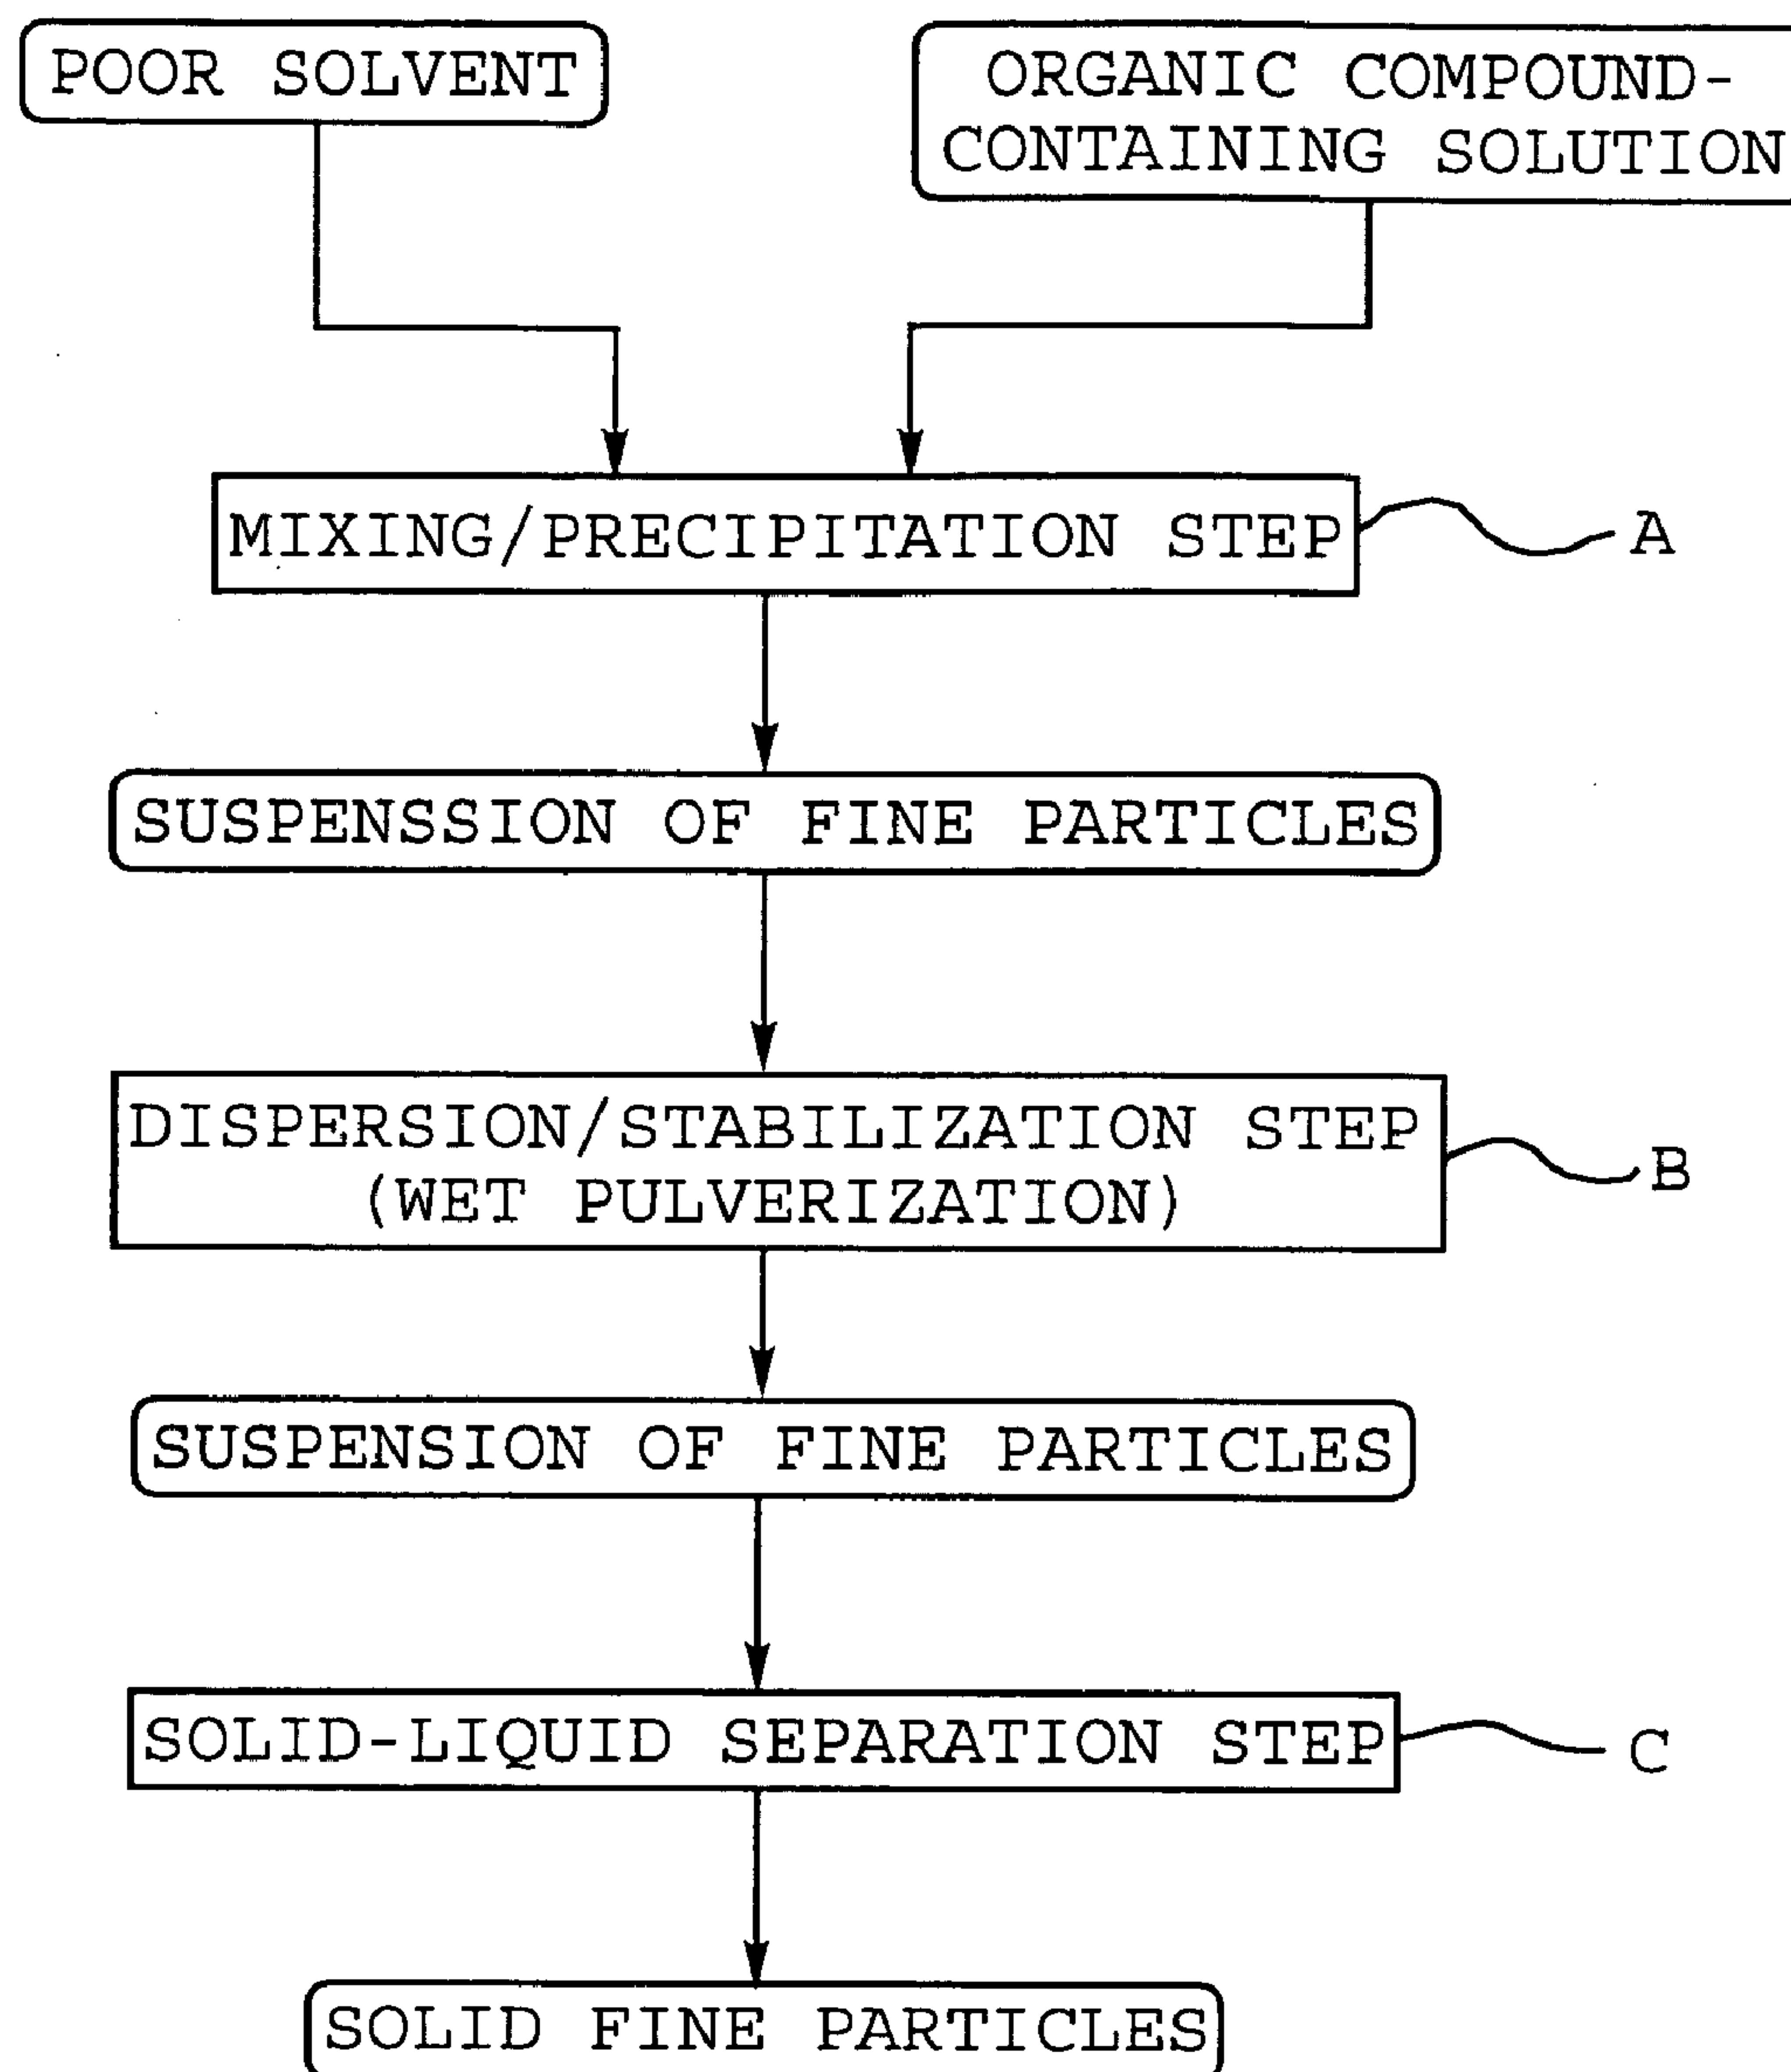 POOR SOLVENT
ORGANIC COMPOUND-
CONTAINING SOLUTION
MIXING/PRECIPITATION STEP
A
SUSPENSSION OF FINE PARTICLES
DISPERSION/STABILIZATION STEP
(WET PULVERIZATION)
B
SUSPENSION OF FINE PARTICLES
SOLID-LIQUID SEPARATION STEP
C
SOLID FINE PARTICLES